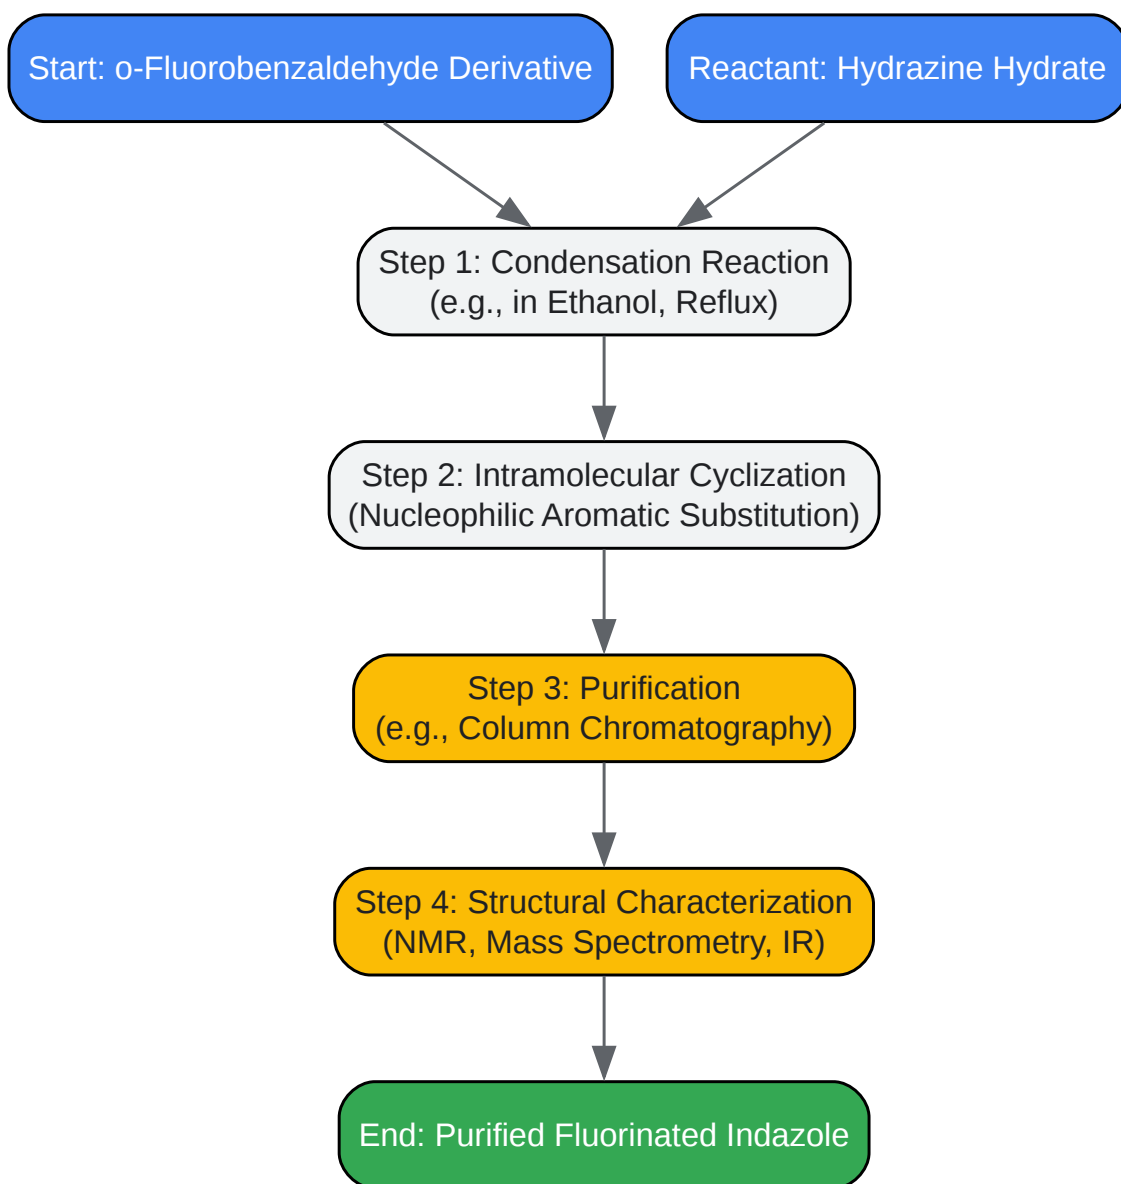 Start: o-Fluorobenzaldehyde Derivative
Reactant: Hydrazine Hydrate
Step 1: Condensation Reaction
(e.g., in Ethanol, Reflux)
Step 2: Intramolecular Cyclization
(Nucleophilic Aromatic Substitution)
Step 3: Purification
(e.g., Column Chromatography)
Step 4: Structural Characterization
(NMR, Mass Spectrometry, IR)
End: Purified Fluorinated Indazole